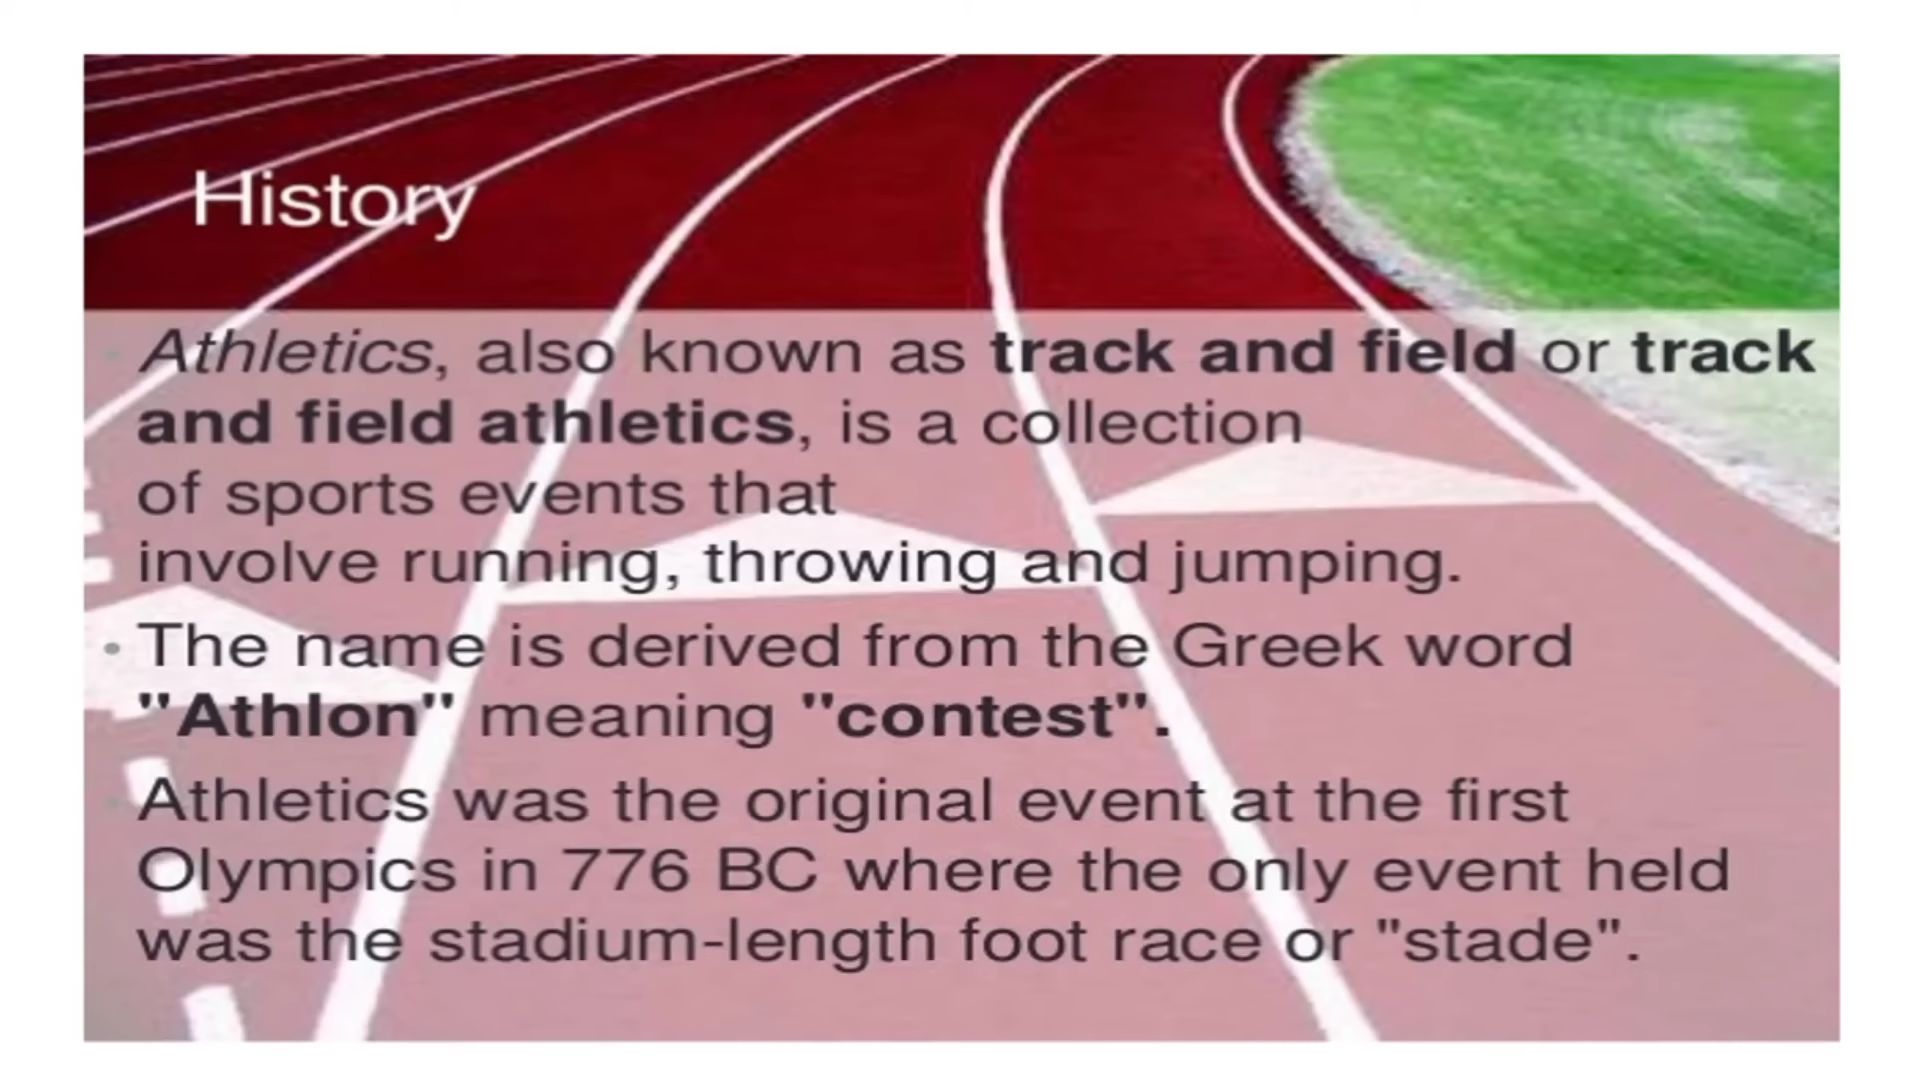 History
Athletics, also known as track and field or track
and field athletics, is a collection
of sports events that
involve running, throwing and jumping.
• The name is derived from the Greek word
"Athlon" meaning "contest".
Athletics was the original event at the first
Olympics in 776 BC where the only event held
was the stadium-length foot race or "stade".